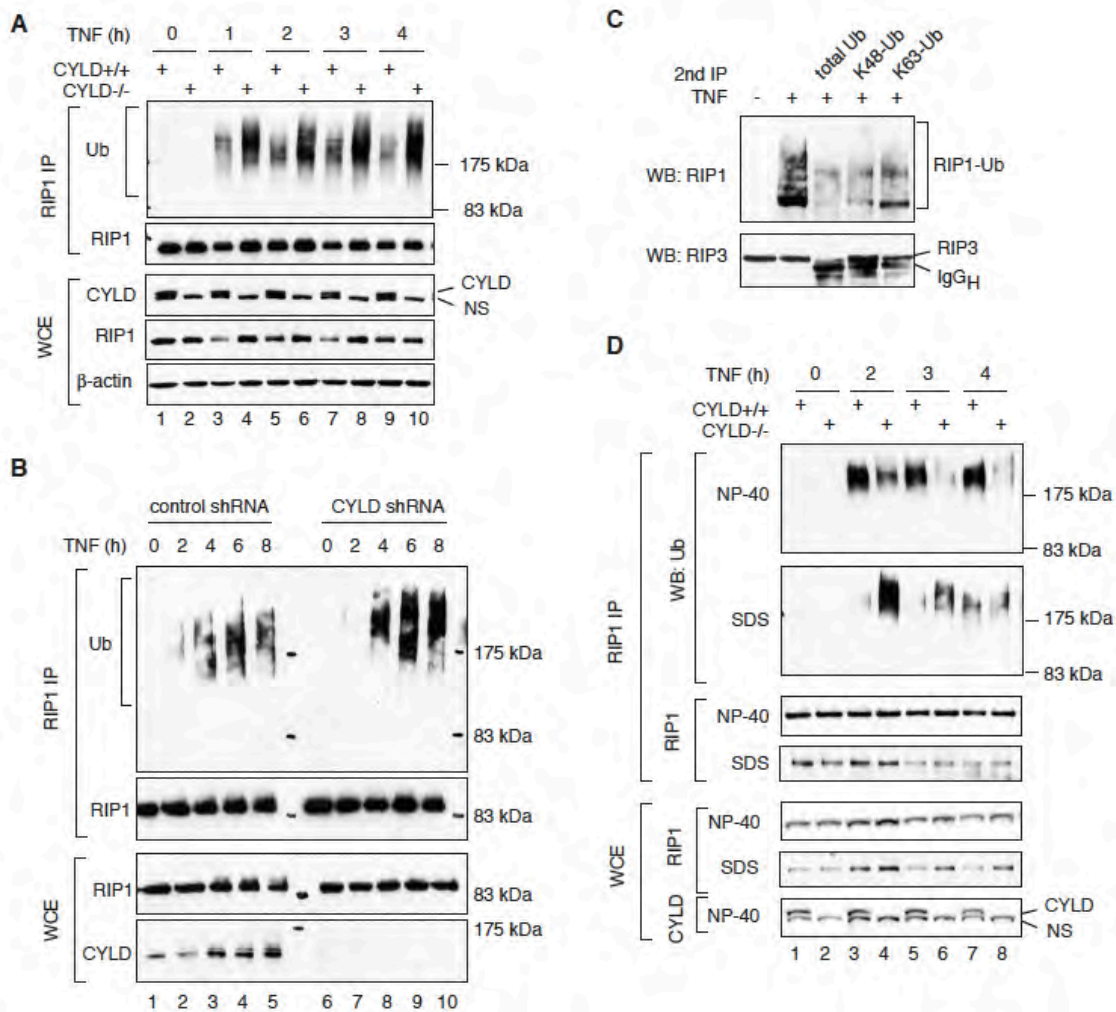 A
TNF (h) 0 1 2 3 4
CYLD+/+ + + + + +
CYLD-/- + + + + +
RIP1 IP
Ub
175 kDa
83 kDa
RIP1
WCE
CYLD
CYLD
NS
RIP1
β-actin
1 2 3 4 5 6 7 8 9 10
B
control shRNA CYLD shRNA
TNF (h) 0 2 4 6 8 0 2 4 6 8
RIP1 IP
Ub
175 kDa
83 kDa
RIP1
83 kDa
WCE
RIP1
83 kDa
175 kDa
CYLD
1 2 3 4 5 6 7 8 9 10
C
total Ub
K48-Ub
K63-Ub
2nd IP
TNF - + + + +
WB: RIP1
RIP1-Ub
WB: RIP3
RIP3
IgGH
D
TNF (h) 0 2 3 4
CYLD+/+ + + + +
CYLD-/- + + + +
RIP1 IP
WB: Ub
NP-40
175 kDa
83 kDa
SDS
175 kDa
83 kDa
RIP1
NP-40
SDS
WCE
RIP1
NP-40
SDS
CYLD
NP-40
CYLD
NS
1 2 3 4 5 6 7 8